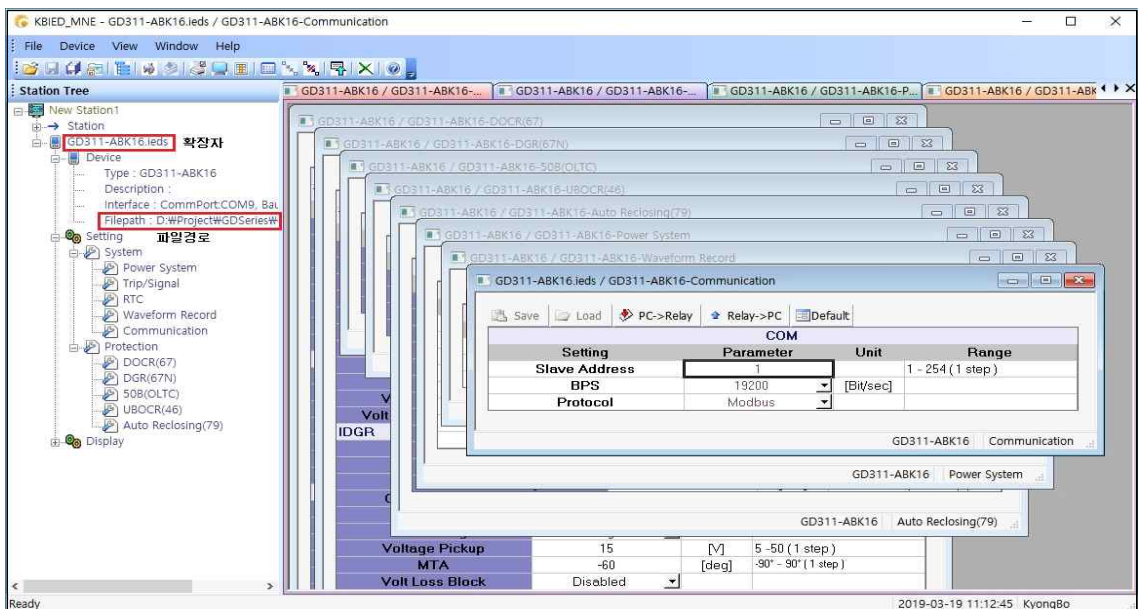 KBIED_MNE - GD311-ABK16.ieds / GD311-ABK16-Communication
File Device View Window Help
Station Tree
GD311-ABK16 / GD311-ABK16-... GD311-ABK16 / GD311-ABK16-... GD311-ABK16 / GD311-ABK16-P... GD311-ABK16 / GD311-ABK
New Station1
Station
GD311-ABK16.ieds 확장자
Device
Type : GD311-ABK16
Description :
Interface : CommPort:COM9, Bau
Filepath : D:₩Project₩GDSeries₩
Setting 파일경로
System
Power System
Trip/Signal
RTC
Waveform Record
Communication
Protection
DOCR(67)
DGR(67N)
50B(OLTC)
UBOCR(46)
Auto Reclosing(79)
Display
GD311-ABK16 / GD311-ABK16-DOCR(67)
GD311-ABK16 / GD311-ABK16-DGR(67N)
GD311-ABK16 / GD311-ABK16-50B(OLTC)
GD311-ABK16 / GD311-ABK16-UBOCR(46)
GD311-ABK16 / GD311-ABK16-Auto Reclosing(79)
GD311-ABK16 / GD311-ABK16-Power System
GD311-ABK16 / GD311-ABK16-Waveform Record
GD311-ABK16.ieds / GD311-ABK16-Communication
Save Load PC->Relay Relay->PC Default
COM
Setting Parameter Unit Range
Slave Address 1 1 - 254 ( 1 step )
BPS 19200 [Bit/sec]
Protocol Modbus
GD311-ABK16 Communication
V
Volt
IDGR
GD311-ABK16 Power System
GD311-ABK16 Auto Reclosing(79)
Voltage Pickup 15 [V] 5 -50 ( 1 step )
MTA -60 [deg] -90° - 90° ( 1 step )
Volt Loss Block Disabled
Ready 2019-03-19 11:12:45 KyongBo